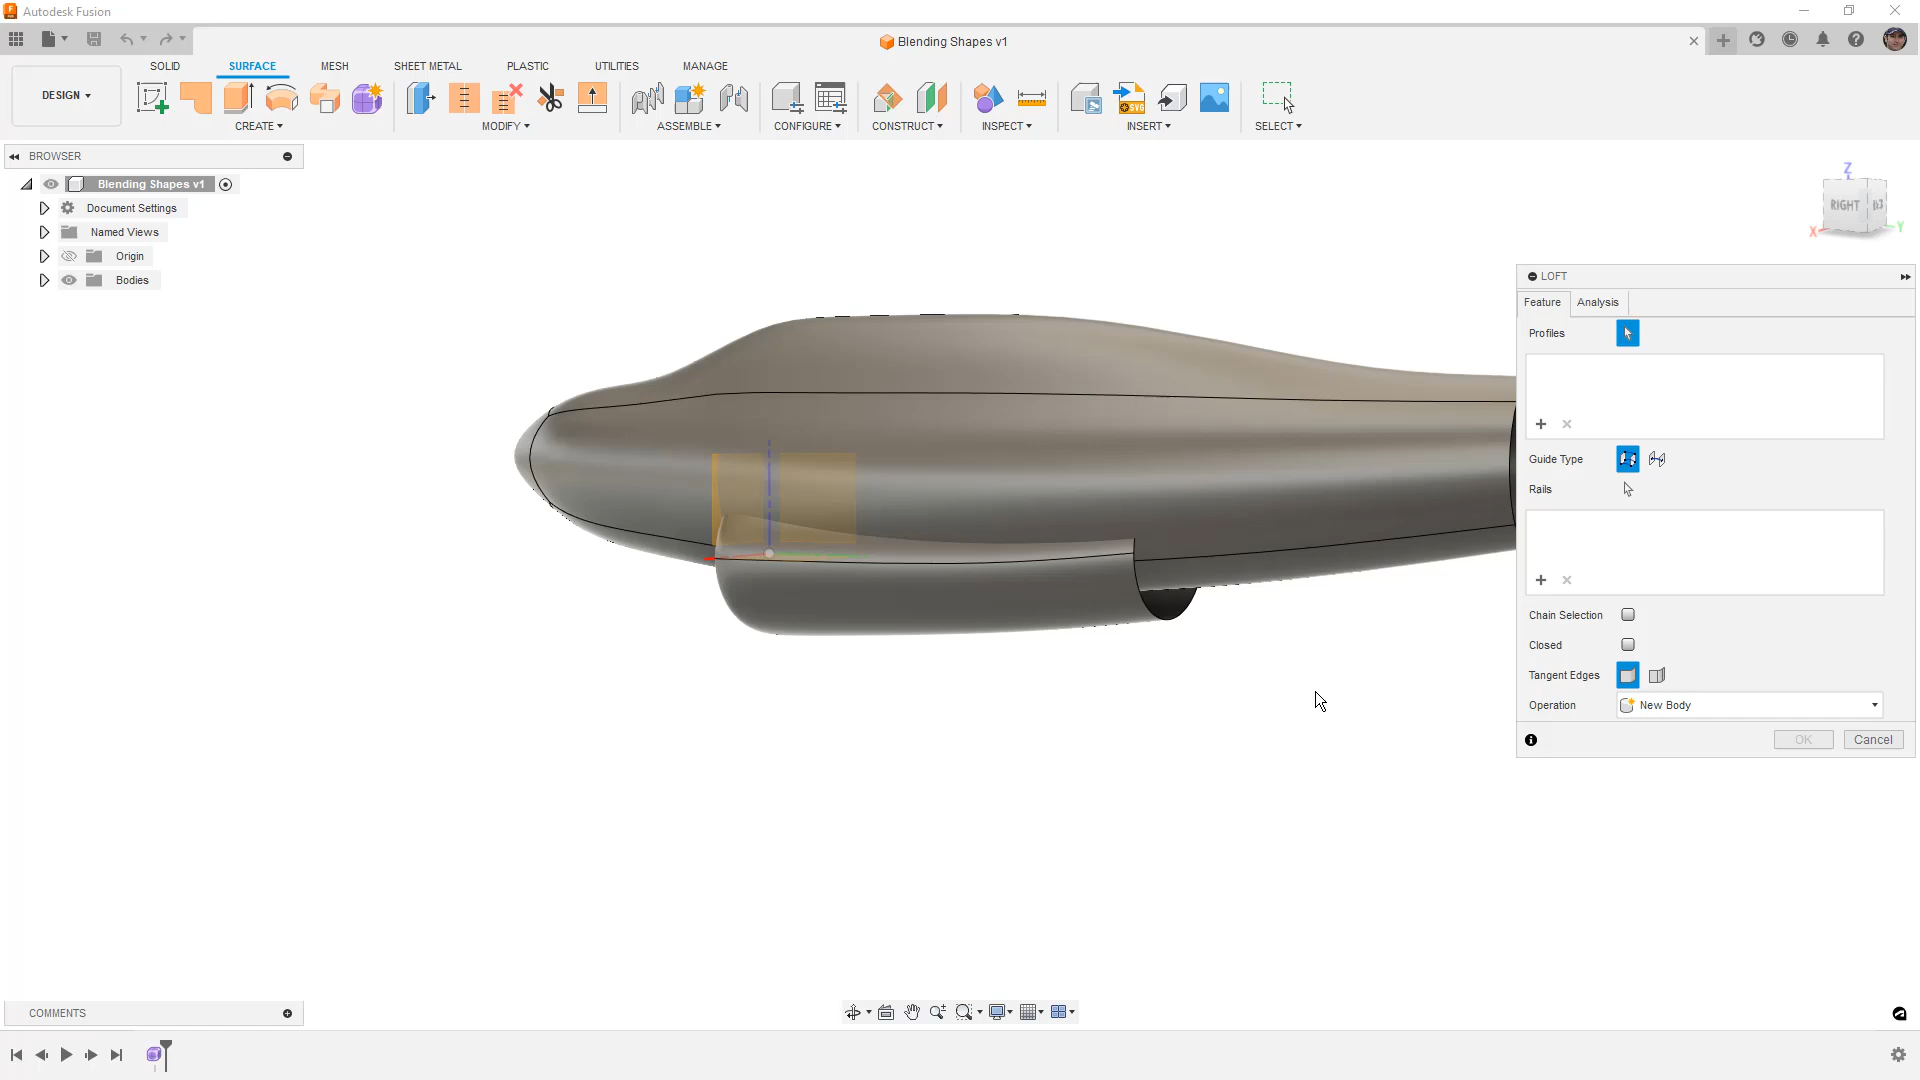 Autodesk Fusion
Blending Shapes v1
SOLID SURFACE MESH SHEET METAL PLASTIC UTILITIES MANAGE
DESIGN
CREATE MODIFY ASSEMBLE CONFIGURE CONSTRUCT INSPECT INSERT SELECT
BROWSER
Blending Shapes v1
Document Settings
Named Views
Origin
Bodies
Z
RIGHT
X
Y
LOFT
Feature Analysis
Profiles
Guide Type
Rails
Chain Selection
Closed
Tangent Edges
Operation New Body
OK Cancel
COMMENTS